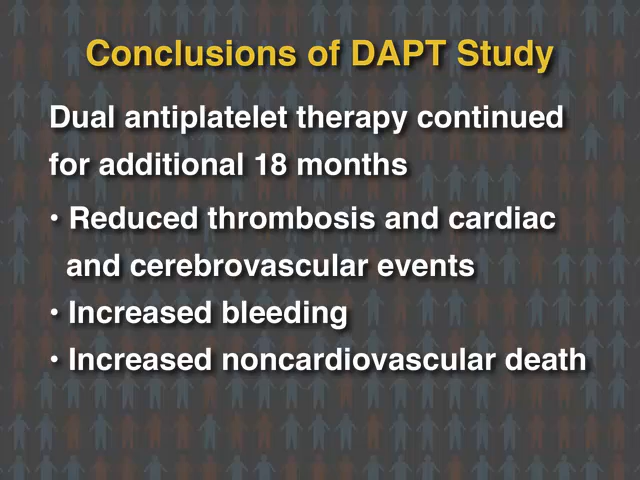 Conclusions of DAPT Study
Dual antiplatelet therapy continued
for additional 18 months
• Reduced thrombosis and cardiac
and cerebrovascular events
• Increased bleeding
• Increased noncardiovascular death